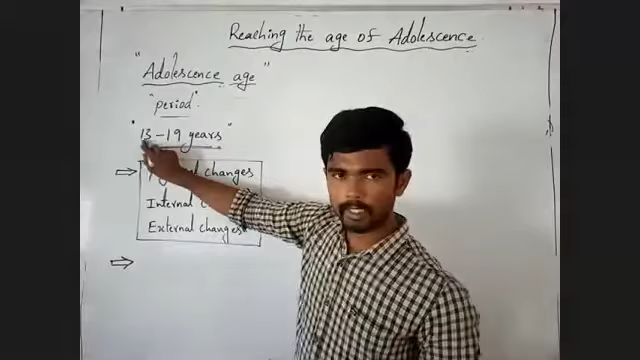 Reaching the age of Adolescence.
"Adolescence age"
"period".
"13-19 years"
⇒ changes
Internal
External changes
⇒